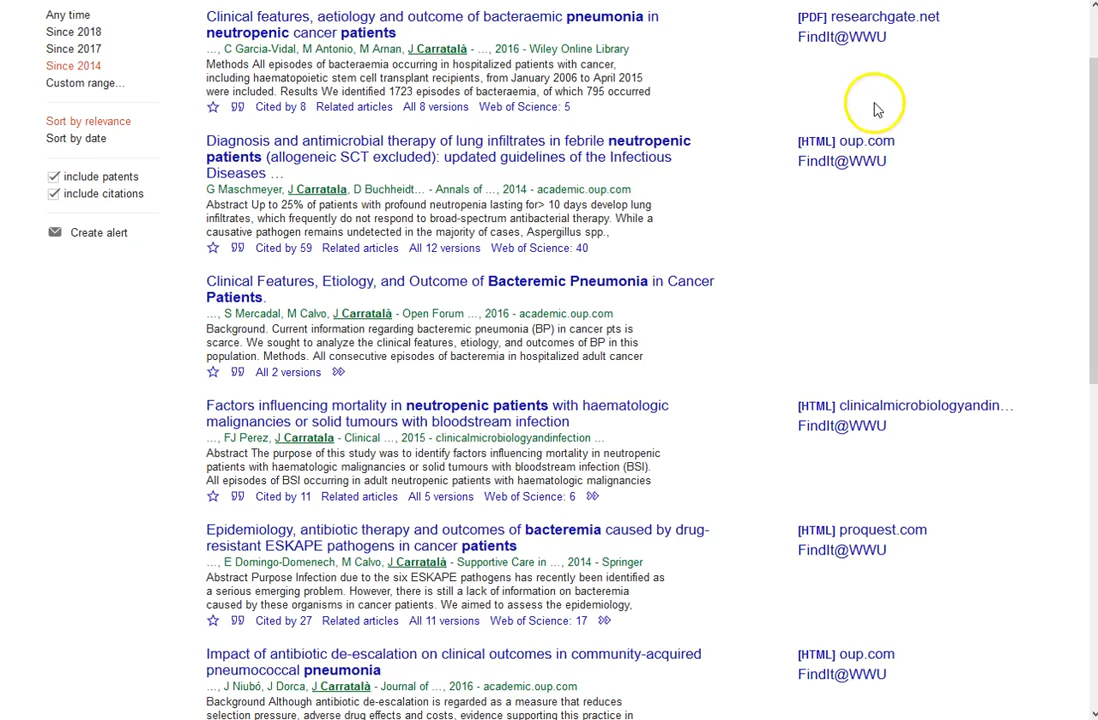 Any time
Since 2018
Since 2017
Since 2014
Custom range...
Sort by relevance
Sort by date
include patents
include citations
Create alert
Clinical features, aetiology and outcome of bacteraemic pneumonia in
neutropenic cancer patients
..., C Garcia-Vidal, M Antonio, M Arnan, J Carratalà - ..., 2016 - Wiley Online Library
Methods All episodes of bacteraemia occurring in hospitalized patients with cancer,
including haematopoietic stem cell transplant recipients, from January 2006 to April 2015
were included. Results We identified 1723 episodes of bacteraemia, of which 795 occurred
Cited by 8 Related articles All 8 versions Web of Science: 5
[PDF] researchgate.net
FindIt@WWU
Diagnosis and antimicrobial therapy of lung infiltrates in febrile neutropenic
patients (allogeneic SCT excluded): updated guidelines of the Infectious
Diseases …
G Maschmeyer, J Carratala, D Buchheidt... - Annals of ..., 2014 - academic.oup.com
Abstract Up to 25% of patients with profound neutropenia lasting for> 10 days develop lung
infiltrates, which frequently do not respond to broad-spectrum antibacterial therapy. While a
causative pathogen remains undetected in the majority of cases, Aspergillus spp.,
Cited by 59 Related articles All 12 versions Web of Science: 40
[HTML] oup.com
FindIt@WWU
Clinical Features, Etiology, and Outcome of Bacteremic Pneumonia in Cancer
Patients.
..., S Mercadal, M Calvo, J Carratalà - Open Forum ..., 2016 - academic.oup.com
Background. Current information regarding bacteremic pneumonia (BP) in cancer pts is
scarce. We sought to analyze the clinical features, etiology, and outcomes of BP in this
population. Methods. All consecutive episodes of bacteremia in hospitalized adult cancer
All 2 versions
Factors influencing mortality in neutropenic patients with haematologic
malignancies or solid tumours with bloodstream infection
..., FJ Perez, J Carratala - Clinical ..., 2015 - clinicalmicrobiologyandinfection ...
Abstract The purpose of this study was to identify factors influencing mortality in neutropenic
patients with haematologic malignancies or solid tumours with bloodstream infection (BSI).
All episodes of BSI occurring in adult neutropenic patients with haematologic malignancies
Cited by 11 Related articles All 5 versions Web of Science: 6
[HTML] clinicalmicrobiologyandin…
FindIt@WWU
Epidemiology, antibiotic therapy and outcomes of bacteremia caused by drug-
resistant ESKAPE pathogens in cancer patients
..., E Domingo-Domenech, M Calvo, J Carratalà - Supportive Care in ..., 2014 - Springer
Abstract Purpose Infection due to the six ESKAPE pathogens has recently been identified as
a serious emerging problem. However, there is still a lack of information on bacteremia
caused by these organisms in cancer patients. We aimed to assess the epidemiology,
Cited by 27 Related articles All 11 versions Web of Science: 17
[HTML] proquest.com
FindIt@WWU
Impact of antibiotic de-escalation on clinical outcomes in community-acquired
pneumococcal pneumonia
..., J Niubó, J Dorca, J Carratalà - Journal of ..., 2016 - academic.oup.com
Background Although antibiotic de-escalation is regarded as a measure that reduces
selection pressure, adverse drug effects and costs, evidence supporting this practice in
[HTML] oup.com
FindIt@WWU